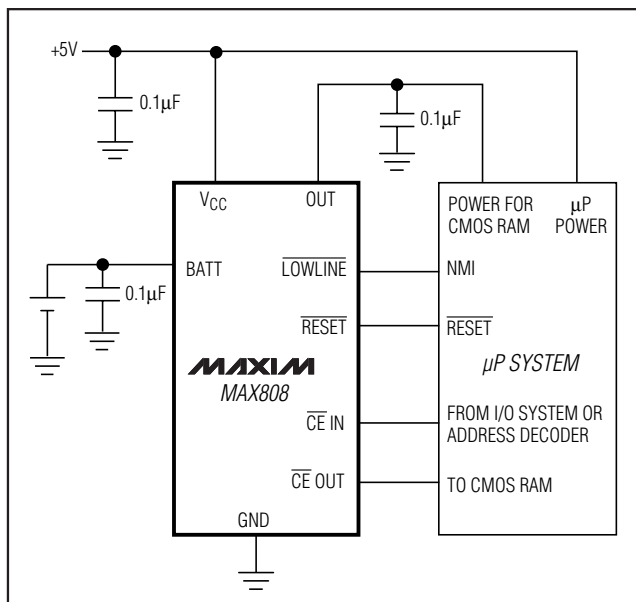 +5V
0.1μF
0.1μF
VCC
OUT
POWER FOR
CMOS RAM
μP
POWER
BATT
LOWLINE
NMI
0.1μF
RESET
RESET
MAXIM
MAX808
μP SYSTEM
CE IN
FROM I/O SYSTEM OR
ADDRESS DECODER
CE OUT
TO CMOS RAM
GND